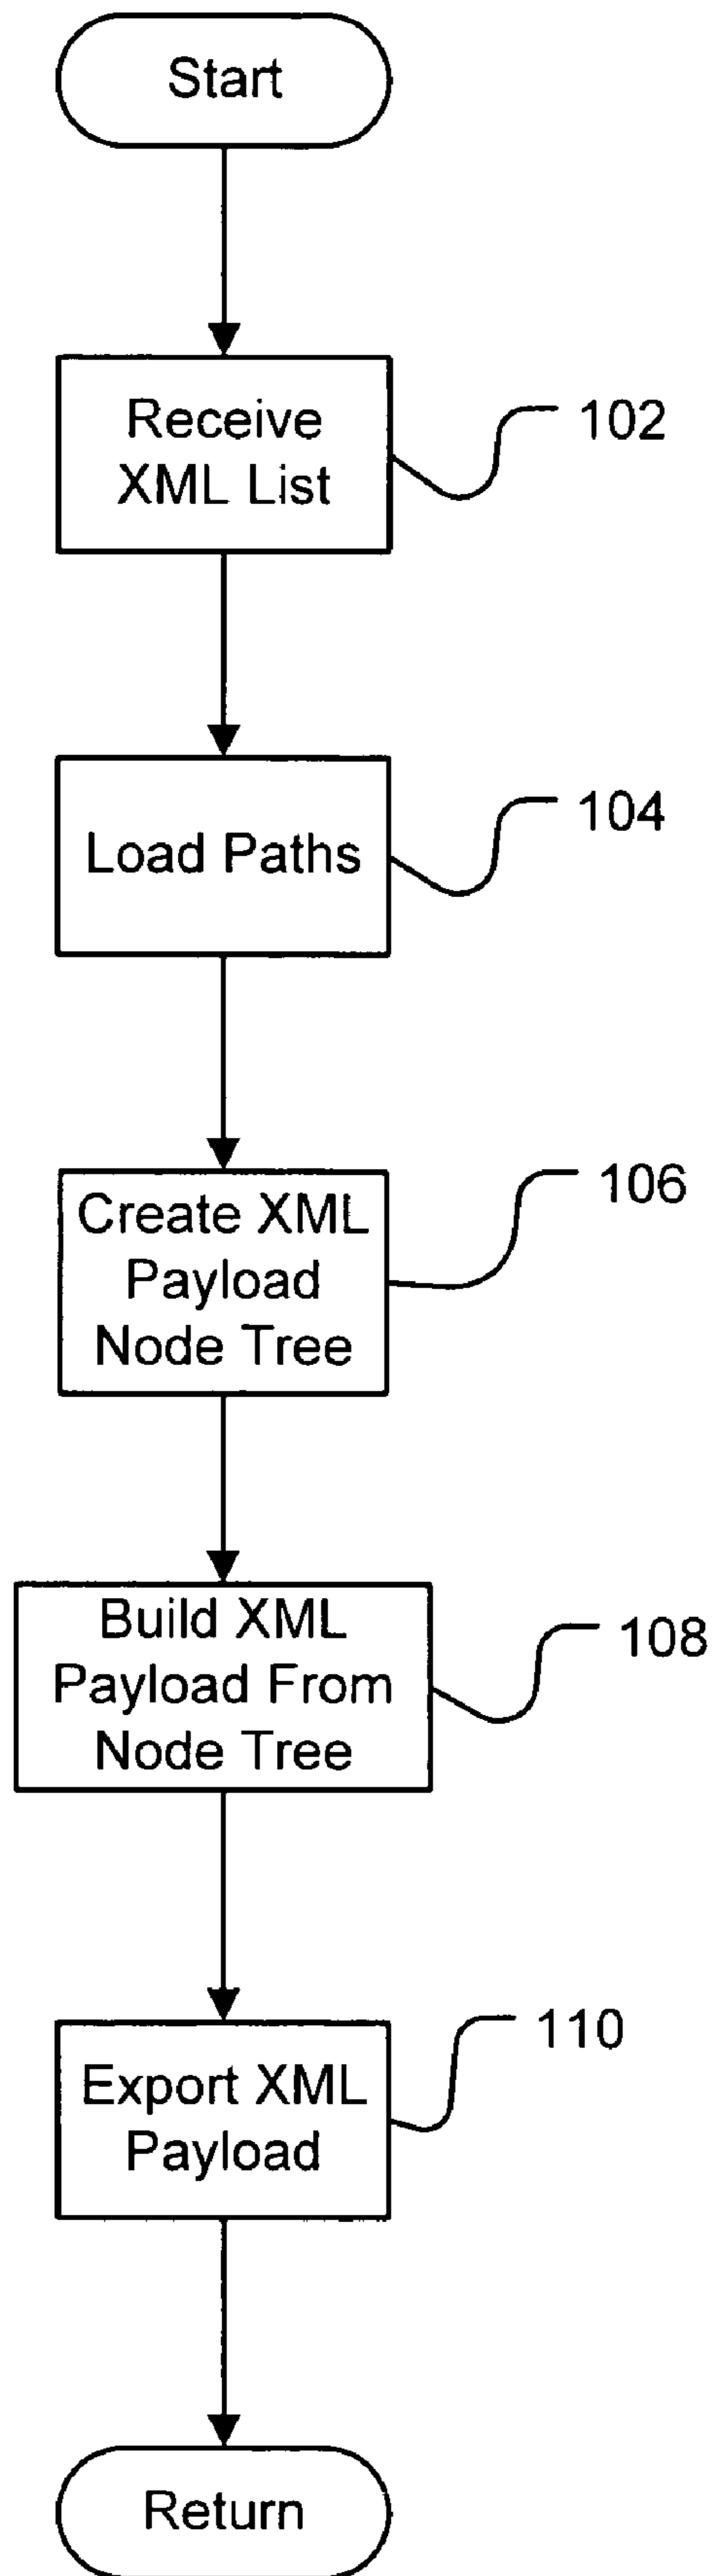 Start
Receive
XML List
102
Load Paths
104
Create XML
Payload
Node Tree
106
Build XML
Payload From
Node Tree
108
Export XML
Payload
110
Return